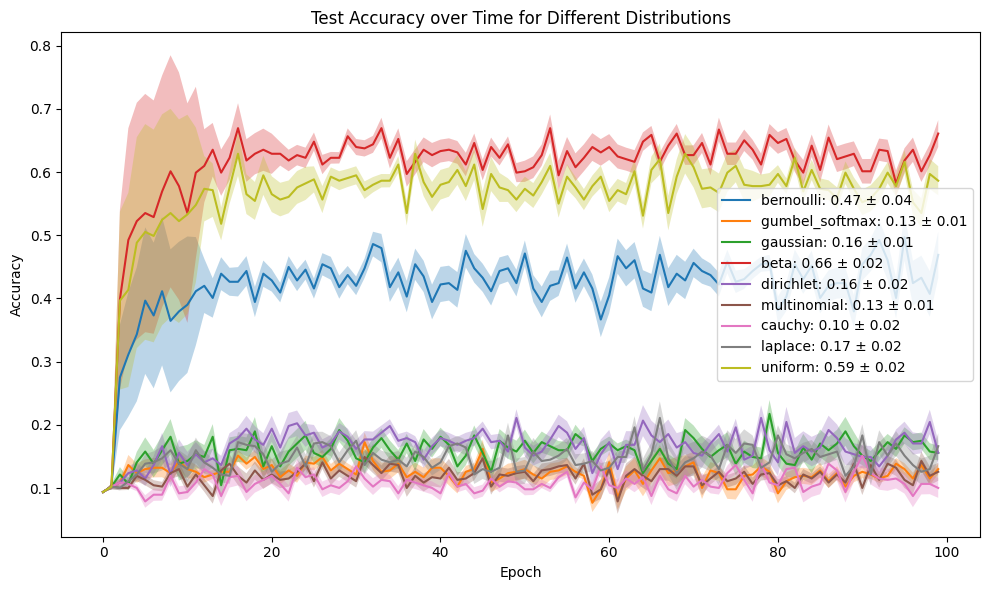 Test Accuracy over Time for Different Distributions
0.8
0.7
0.6
0.5
0.4
0.3
0.2
0.1
Accuracy
bernoulli: 0.47 ± 0.04
gumbel_softmax: 0.13 ± 0.01
gaussian: 0.16 ± 0.01
beta: 0.66 ± 0.02
dirichlet: 0.16 ± 0.02
multinomial: 0.13 ± 0.01
cauchy: 0.10 ± 0.02
laplace: 0.17 ± 0.02
uniform: 0.59 ± 0.02
0 20 40 60 80 100
Epoch